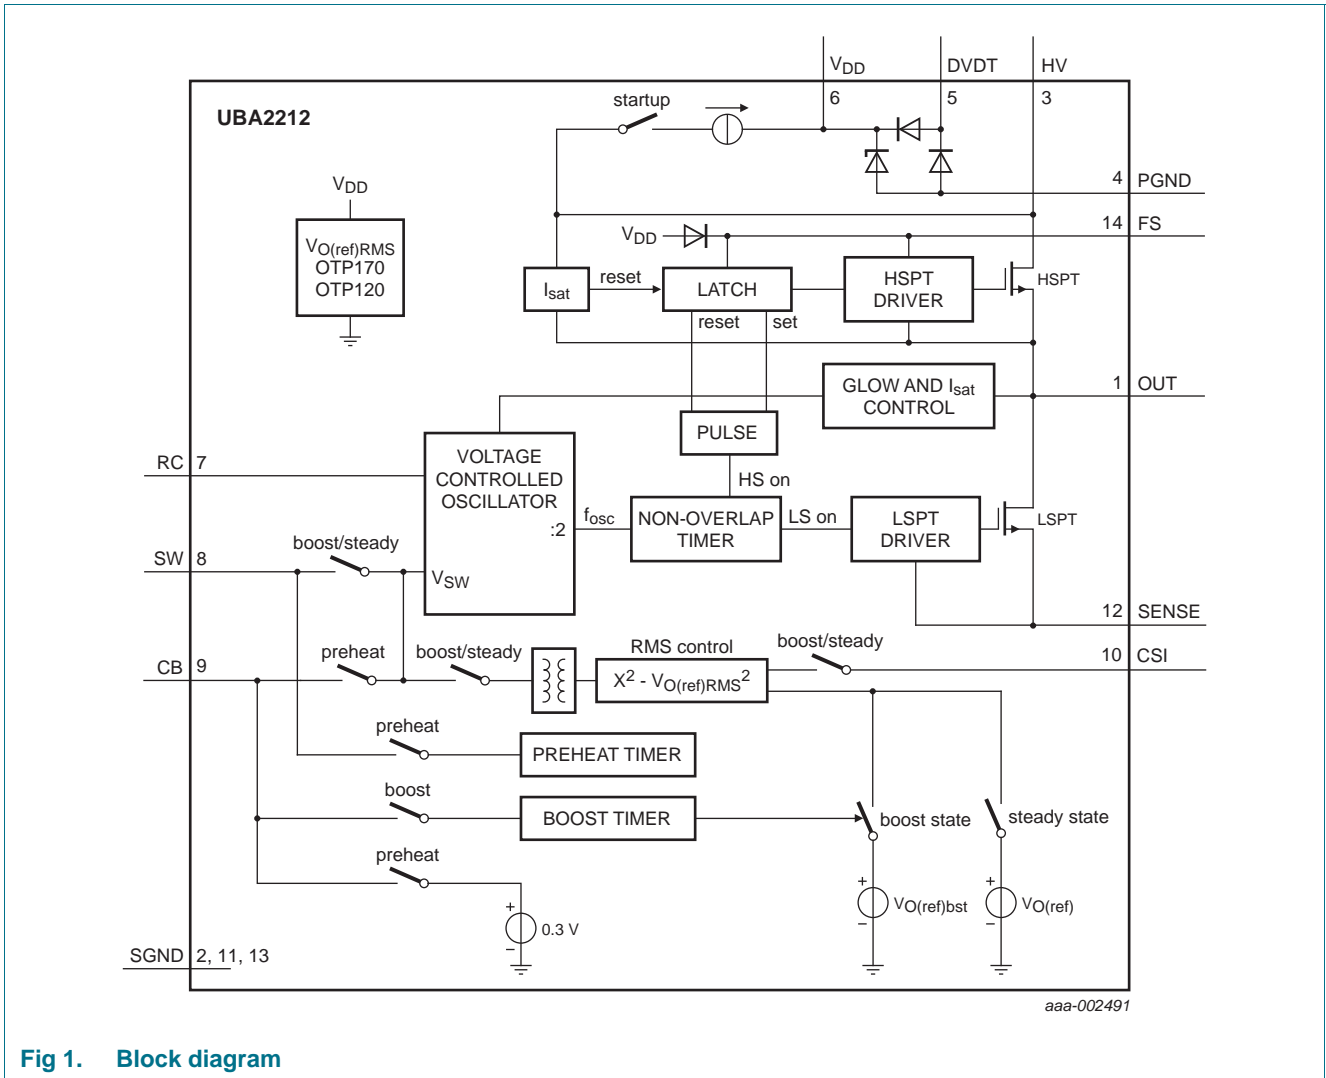 VDD DVDT HV
6 5 3
UBA2212
startup
4 PGND
VDD
VO(ref)RMS
OTP170
OTP120
14 FS
VDD
Isat
reset
LATCH
HSPT
DRIVER
HSPT
reset set
GLOW AND Isat
CONTROL
1 OUT
PULSE
HS on
RC 7
VOLTAGE
CONTROLLED
OSCILLATOR
:2
VSW
fosc
NON-OVERLAP
TIMER
LS on
LSPT
DRIVER
LSPT
boost/steady
SW 8
12 SENSE
CB 9
preheat
boost/steady
RMS control
X2 - VO(ref)RMS2
boost/steady
10 CSI
preheat
PREHEAT TIMER
boost
BOOST TIMER
boost state
steady state
preheat
+
0.3 V
−
+
VO(ref)bst
−
+
VO(ref)
−
SGND 2, 11, 13
aaa-002491
Fig 1. Block diagram